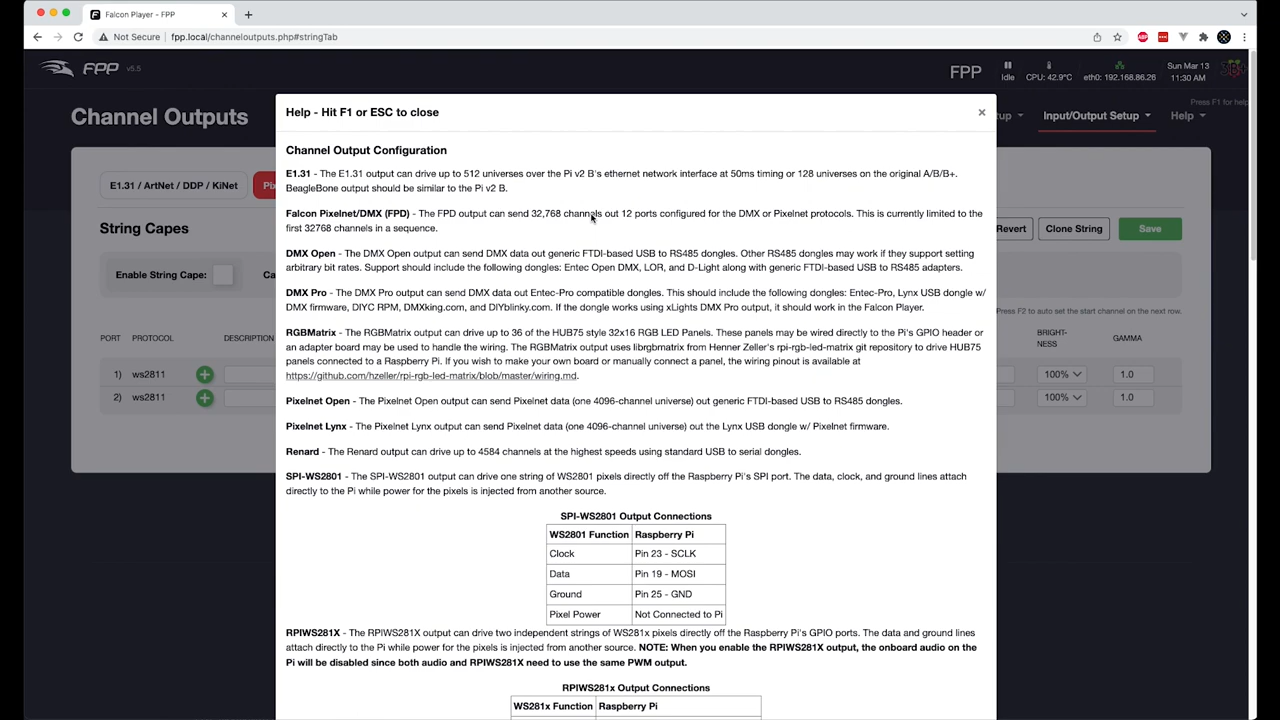 Falcon Player – FPP
Not Secure | fpp.local/channeloutputs.php#stringTab
FPP v5.5
FPP
Idle
CPU: 42.9°C
eth0: 192.168.86.26
Sun Mar 13
11:30 AM
Press F1 for help
Channel Outputs
Input/Output Setup
Help
E1.31 / ArtNet / DDP / KiNet
String Capes
Revert
Clone String
Save
Enable String Cape:
Press F2 to auto set the start channel on the next row.
PORT PROTOCOL DESCRIPTION
BRIGHT-
NESS
GAMMA
1) ws2811
100%
1.0
2) ws2811
100%
1.0
Help - Hit F1 or ESC to close
×
Channel Output Configuration
E1.31 - The E1.31 output can drive up to 512 universes over the Pi v2 B's ethernet network interface at 50ms timing or 128 universes on the original A/B/B+.
BeagleBone output should be similar to the Pi v2 B.
Falcon Pixelnet/DMX (FPD) - The FPD output can send 32,768 channels out 12 ports configured for the DMX or Pixelnet protocols. This is currently limited to the
first 32768 channels in a sequence.
DMX Open - The DMX Open output can send DMX data out generic FTDI-based USB to RS485 dongles. Other RS485 dongles may work if they support setting
arbitrary bit rates. Support should include the following dongles: Entec Open DMX, LOR, and D-Light along with generic FTDI-based USB to RS485 adapters.
DMX Pro - The DMX Pro output can send DMX data out Entec-Pro compatible dongles. This should include the following dongles: Entec-Pro, Lynx USB dongle w/
DMX firmware, DIYC RPM, DMXking.com, and DIYblinky.com. If the dongle works using xLights DMX Pro output, it should work in the Falcon Player.
RGBMatrix - The RGBMatrix output can drive up to 36 of the HUB75 style 32x16 RGB LED Panels. These panels may be wired directly to the Pi's GPIO header or
an adapter board may be used to handle the wiring. The RGBMatrix output uses librgbmatrix from Henner Zeller's rpi-rgb-led-matrix git repository to drive HUB75
panels connected to a Raspberry Pi. If you wish to make your own board or manually connect a panel, the wiring pinout is available at
https://github.com/hzeller/rpi-rgb-led-matrix/blob/master/wiring.md.
Pixelnet Open - The Pixelnet Open output can send Pixelnet data (one 4096-channel universe) out generic FTDI-based USB to RS485 dongles.
Pixelnet Lynx - The Pixelnet Lynx output can send Pixelnet data (one 4096-channel universe) out the Lynx USB dongle w/ Pixelnet firmware.
Renard - The Renard output can drive up to 4584 channels at the highest speeds using standard USB to serial dongles.
SPI-WS2801 - The SPI-WS2801 output can drive one string of WS2801 pixels directly off the Raspberry Pi's SPI port. The data, clock, and ground lines attach
directly to the Pi while power for the pixels is injected from another source.
SPI-WS2801 Output Connections
WS2801 Function Raspberry Pi
Clock Pin 23 - SCLK
Data Pin 19 - MOSI
Ground Pin 25 - GND
Pixel Power Not Connected to Pi
RPIWS281X - The RPIWS281X output can drive two independent strings of WS281x pixels directly off the Raspberry Pi's GPIO ports. The data and ground lines
attach directly to the Pi while power for the pixels is injected from another source. NOTE: When you enable the RPIWS281X output, the onboard audio on the
Pi will be disabled since both audio and RPIWS281X need to use the same PWM output.
RPIWS281x Output Connections
WS281x Function Raspberry Pi